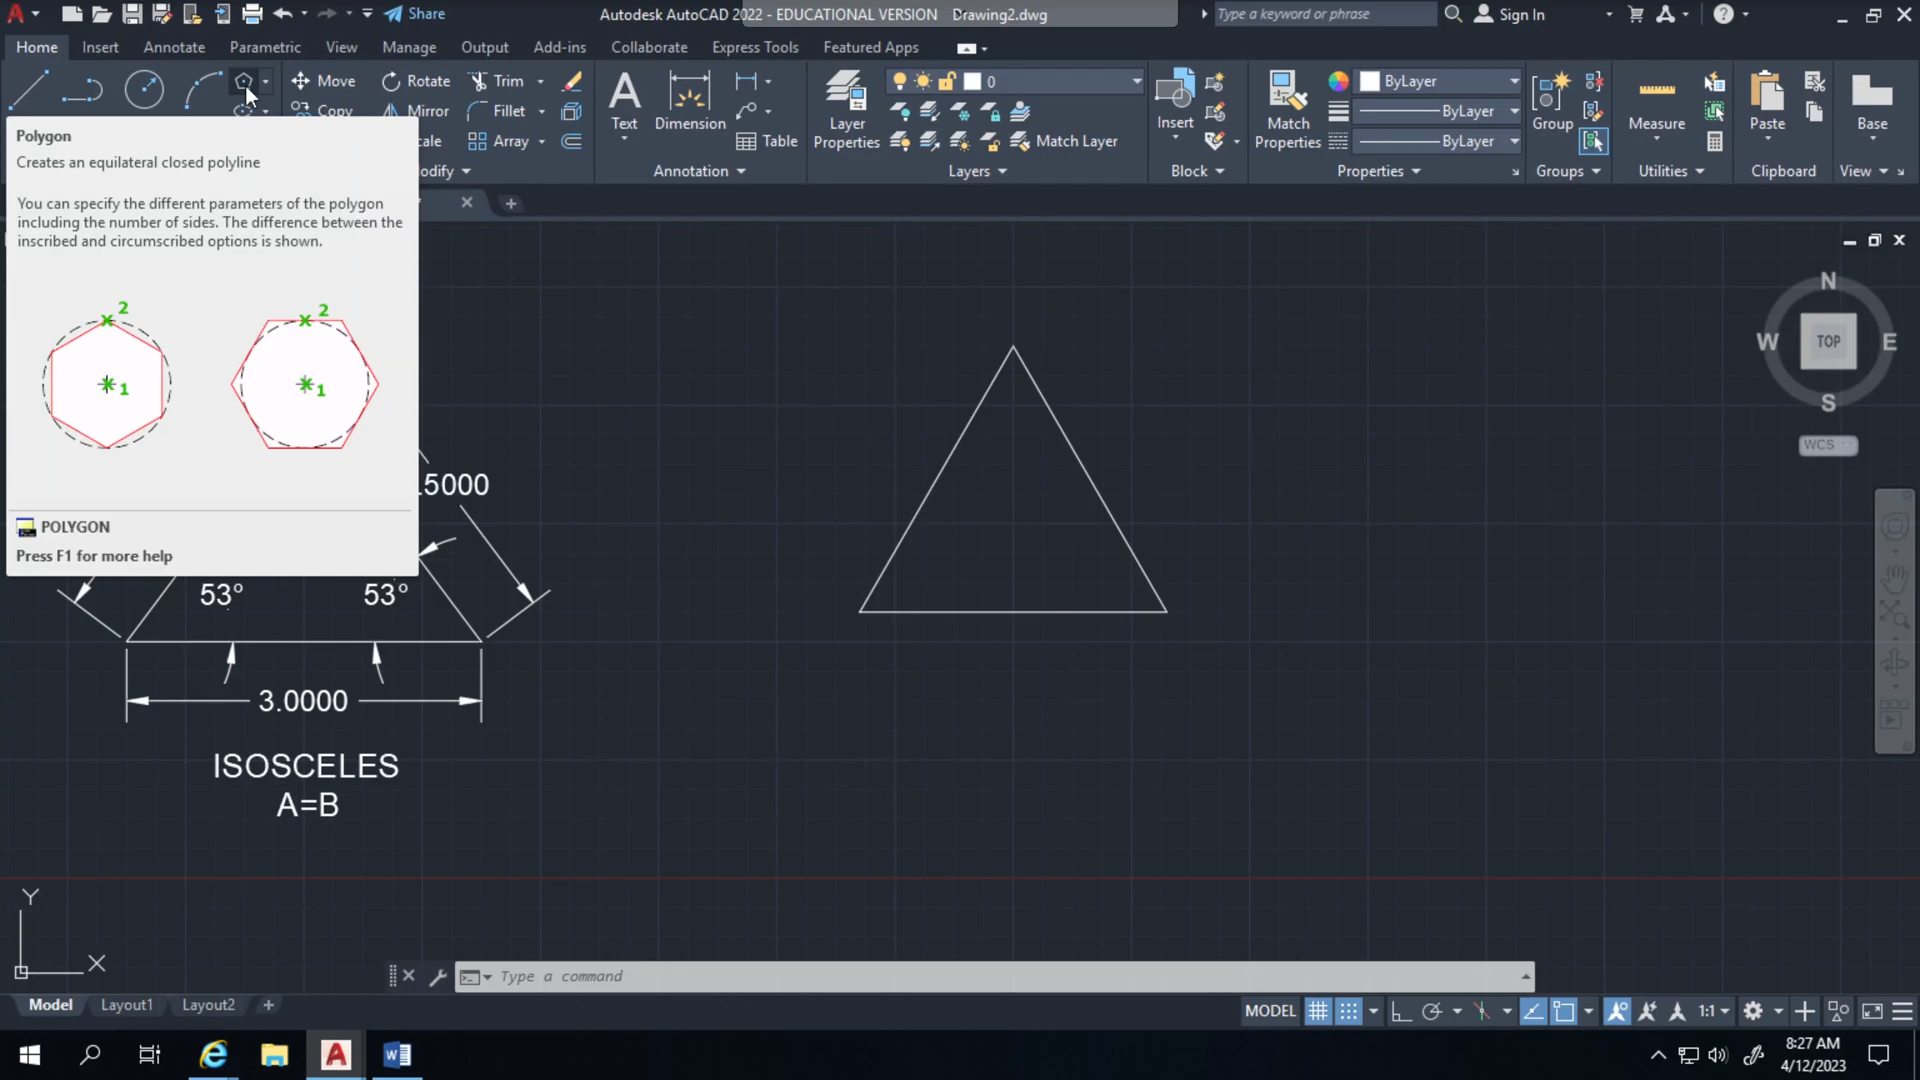 Share
Autodesk AutoCAD 2022 - EDUCATIONAL VERSION Drawing2.dwg
Type a keyword or phrase
Sign In
Home Insert Annotate Parametric View Manage Output Add-ins Collaborate Express Tools Featured Apps
Move Rotate Trim
Copy Mirror Fillet
Array
Text Dimension
Table
Layer
Properties
0
Match Layer
Insert
Match
Properties
ByLayer
ByLayer
ByLayer
Group
Measure
Paste
Base
Annotation Layers Block Properties Groups Utilities Clipboard View
Polygon
Creates an equilateral closed polyline
You can specify the different parameters of the polygon
including the number of sides. The difference between the
inscribed and circumscribed options is shown.
2 2
1 1
POLYGON
Press F1 for more help
N
W TOP E
S
WCS
.5000
53° 53°
3.0000
ISOSCELES
A=B
Y
X
Type a command
Model Layout1 Layout2
MODEL 1:1
8:27 AM
4/12/2023